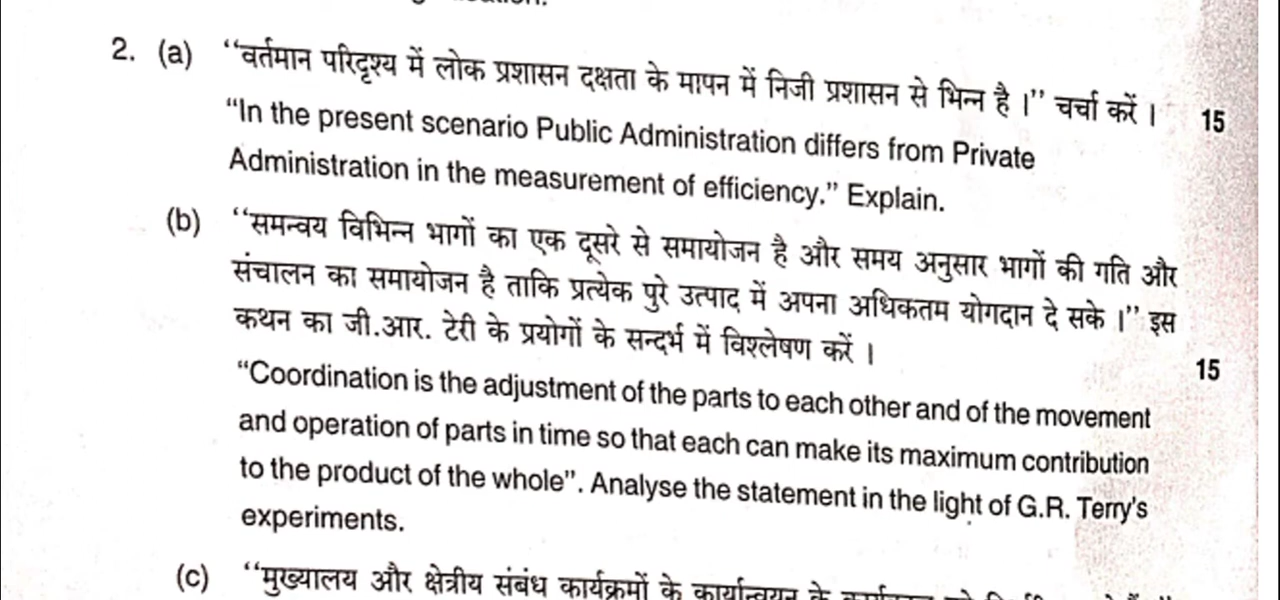 2. (a) “वर्तमान परिदृश्य में लोक प्रशासन दक्षता के मापन में निजी प्रशासन से भिन्न है।” चर्चा करें। 15
“In the present scenario Public Administration differs from Private
Administration in the measurement of efficiency.” Explain.
(b) “समन्वय विभिन्न भागों का एक दूसरे से समायोजन है और समय अनुसार भागों की गति और
संचालन का समायोजन है ताकि प्रत्येक पुरे उत्पाद में अपना अधिकतम योगदान दे सके।” इस
कथन का जी.आर. टेरी के प्रयोगों के सन्दर्भ में विश्लेषण करें। 15
“Coordination is the adjustment of the parts to each other and of the movement
and operation of parts in time so that each can make its maximum contribution
to the product of the whole”. Analyse the statement in the light of G.R. Terry’s
experiments.
(c) “मुख्यालय और क्षेत्रीय संबंध कार्यक्रमों के कार्यान्वयन के